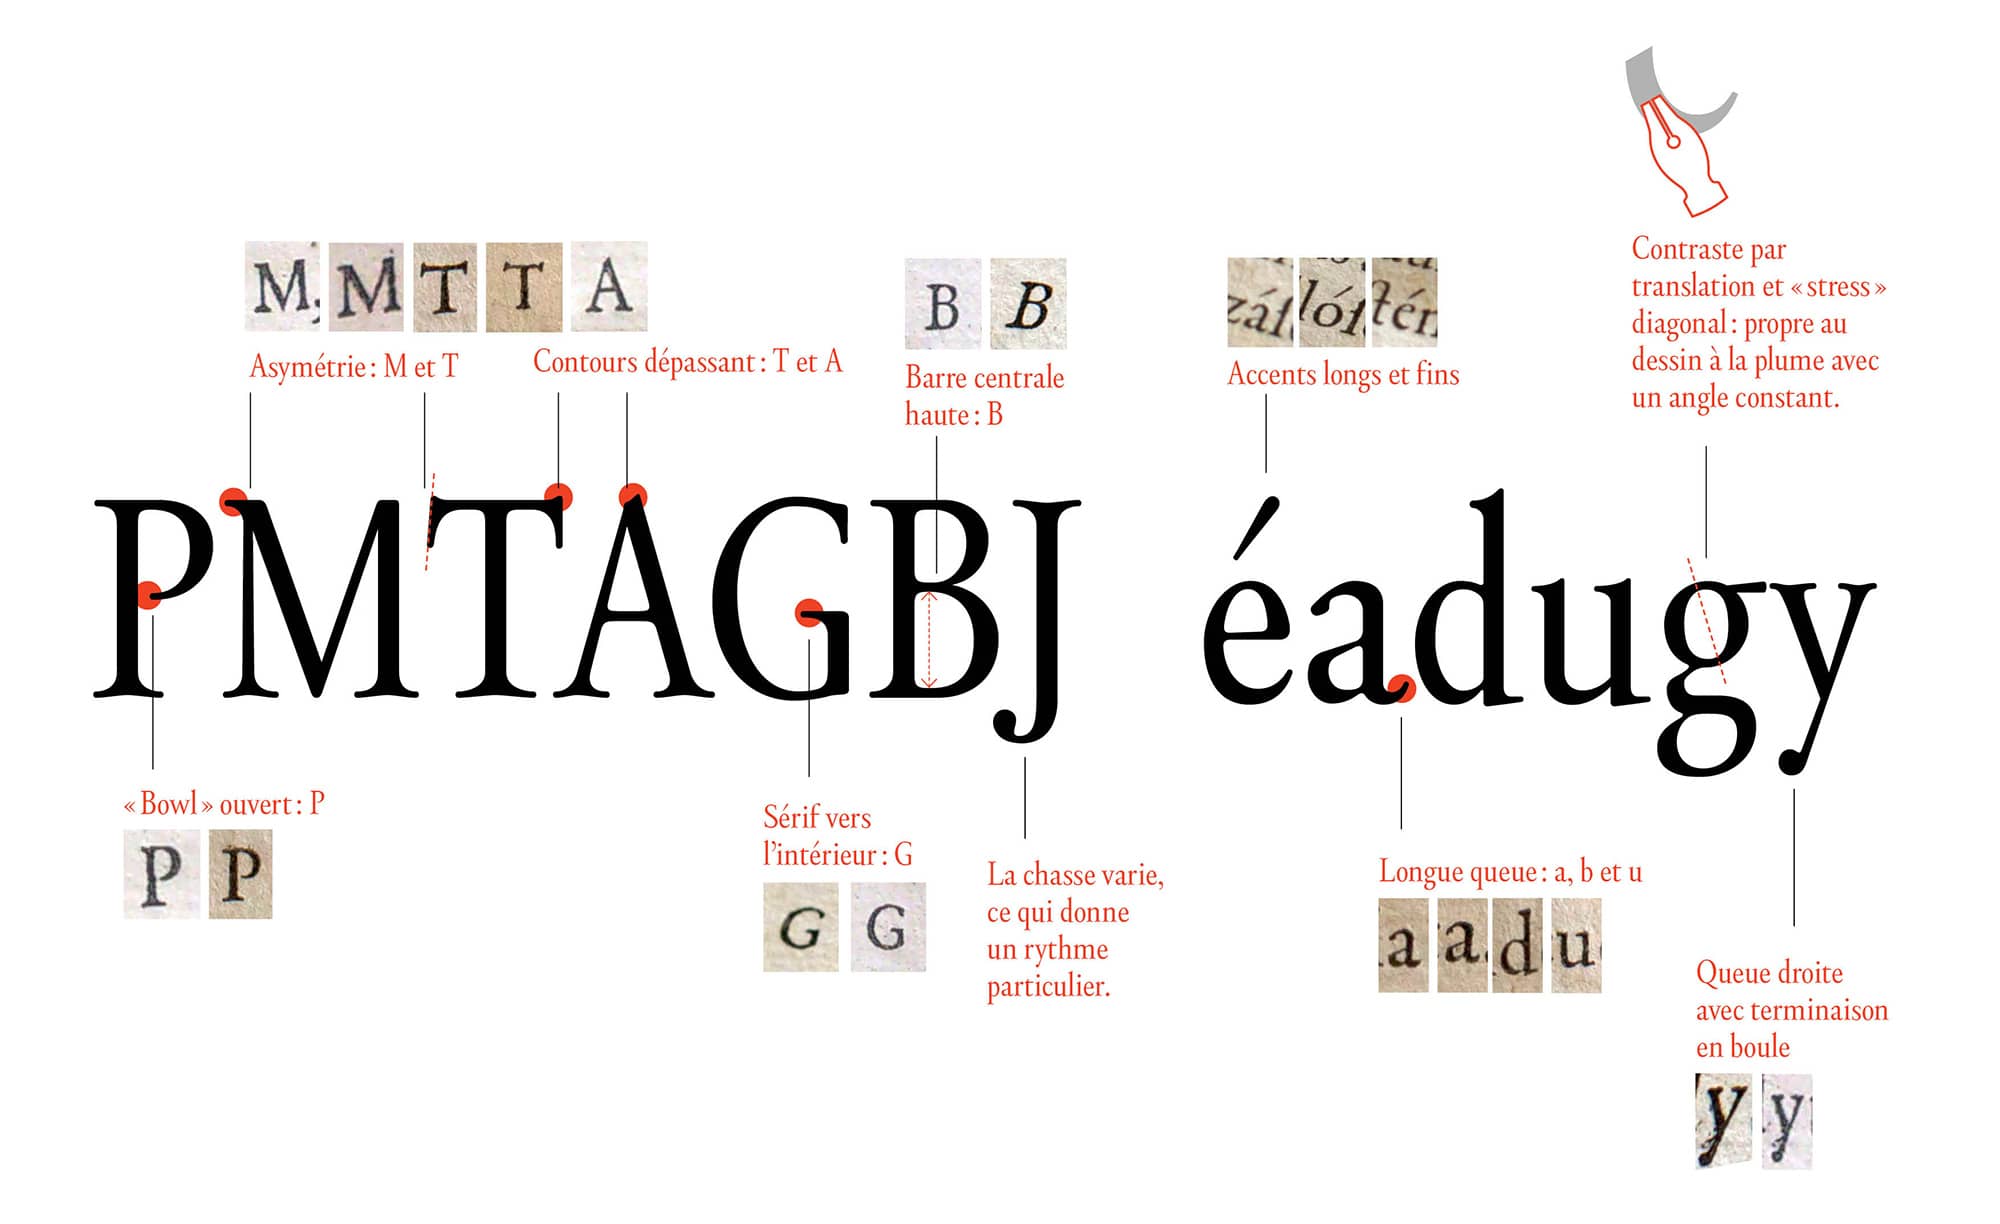 Contraste par
translation et « stress »
diagonal : propre au
dessin à la plume avec
un angle constant.
M, M T T A
Asymétrie : M et T
Contours dépassant : T et A
B B
Barre centrale
haute : B
záſ lóſ tén
Accents longs et fins
PMTAGBJ éadugy
« Bowl » ouvert : P
P P
Sérif vers
l’intérieur : G
G G
La chasse varie,
ce qui donne
un rythme
particulier.
Longue queue : a, b et u
a a d u
Queue droite
avec terminaison
en boule
y y